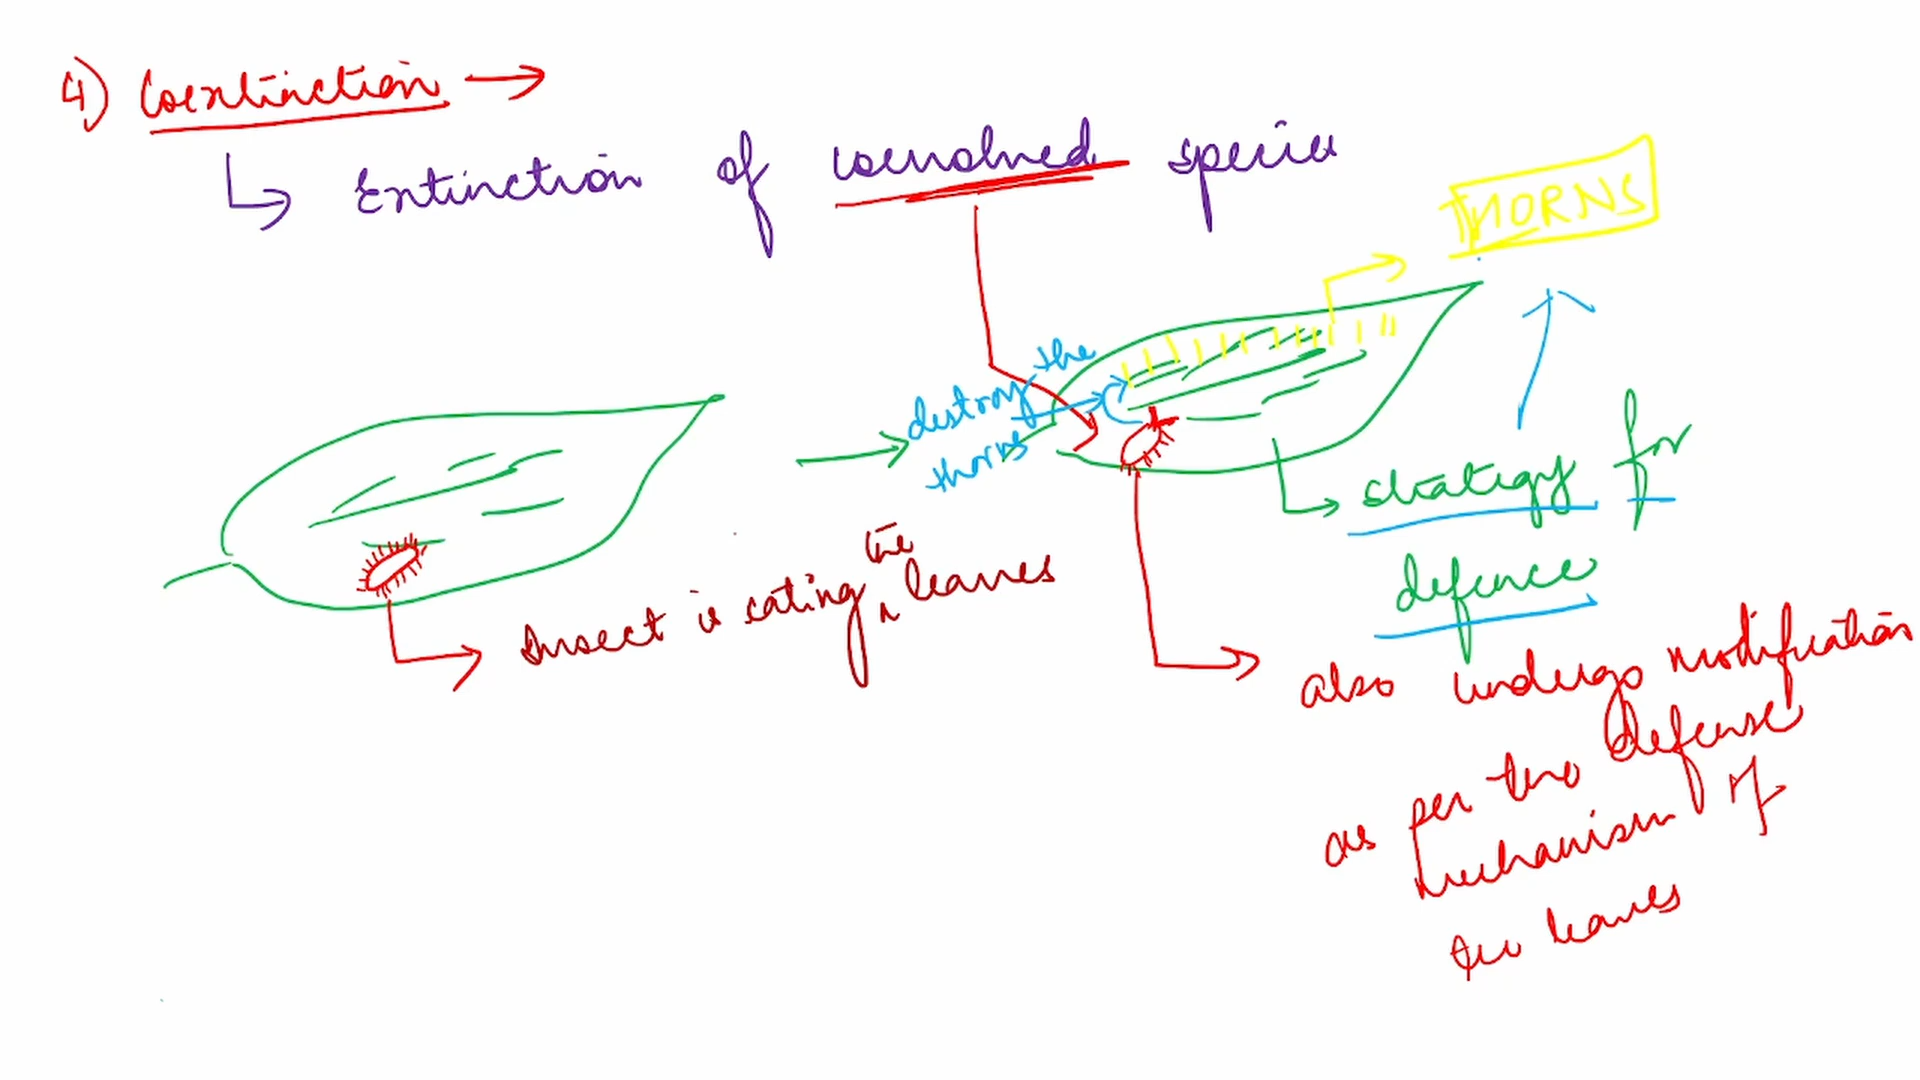 4) Coextinction →
Extinction of coevolved species
THORNS
destroy the
thorns
strategy for
defence
Insect is eating the leaves
also undergo modification
as per the defense
mechanism of
the leaves